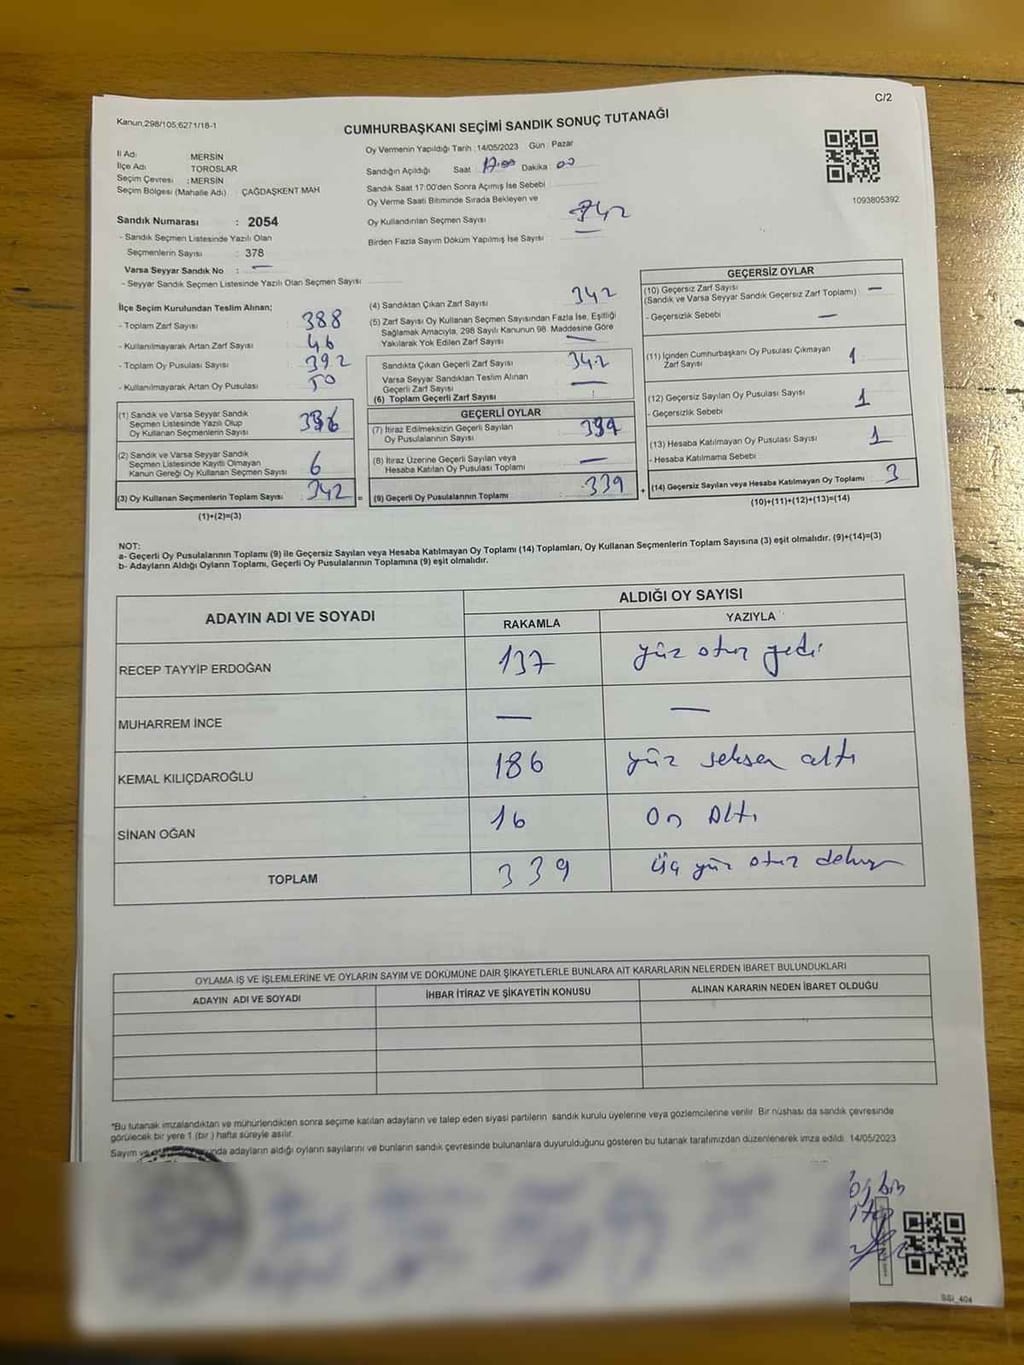 C/2
Kanun,298/105,6271/18-1
CUMHURBAŞKANI SEÇİMİ SANDIK SONUÇ TUTANAĞI
İl Adı MERSİN
İlçe Adı TOROSLAR
Seçim Çevresi : MERSİN
Seçim Bölgesi (Mahalle Adı) ÇAĞDAŞKENT MAH
Sandık Numarası : 2054
- Sandık Seçmen Listesinde Yazılı Olan
Seçmenlerin Sayısı : 378
Varsa Seyyar Sandık No : —
- Seyyar Sandık Seçmen Listesinde Yazılı Olan Seçmen Sayısı
Oy Vermenin Yapıldığı Tarih : 14/05/2023 Gün : Pazar
Sandığın Açıldığı Saat 17.00 Dakika 00
Sandık Saat 17:00'den Sonra Açımış İse Sebebi
Oy Verme Saati Bitiminde Sırada Bekleyen ve
Oy Kullandırılan Seçmen Sayısı 342
Birden Fazla Sayım Döküm Yapılmış İse Sayısı —
1093805392
İlçe Seçim Kurulundan Teslim Alınan;
- Toplam Zarf Sayısı 388
- Kullanılmayarak Artan Zarf Sayısı 46
- Toplam Oy Pusulası Sayısı 392
- Kullanılmayarak Artan Oy Pusulası 50
(1) Sandık ve Varsa Seyyar Sandık
Seçmen Listesinde Yazılı Olup
Oy Kullanan Seçmenlerin Sayısı 336
(2) Sandık ve Varsa Seyyar Sandık
Seçmen Listesinde Kayıtlı Olmayan
Kanun Gereği Oy Kullanan Seçmen Sayısı 6
(3) Oy Kullanan Seçmenlerin Toplam Sayısı 342 =
(1)+(2)=(3)
(4) Sandıktan Çıkan Zarf Sayısı 342
(5) Zarf Sayısı Oy Kullanan Seçmen Sayısından Fazla İse, Eşitliği
Sağlamak Amacıyla, 298 Sayılı Kanunun 98. Maddesine Göre
Yakılarak Yok Edilen Zarf Sayısı —
Sandıkta Çıkan Geçerli Zarf Sayısı 342
Varsa Seyyar Sandıktan Teslim Alınan
Geçerli Zarf Sayısı —
(6) Toplam Geçerli Zarf Sayısı
GEÇERLİ OYLAR
(7) İtiraz Edilmeksizin Geçerli Sayılan
Oy Pusulalarının Sayısı 339
(8) İtiraz Üzerine Geçerli Sayılan veya
Hesaba Katılan Oy Pusulası Toplamı —
(9) Geçerli Oy Pusulalarının Toplamı 339 +
GEÇERSİZ OYLAR
(10) Geçersiz Zarf Sayısı —
(Sandık ve Varsa Seyyar Sandık Geçersiz Zarf Toplamı)
- Geçersizlik Sebebi —
(11) İçinden Cumhurbaşkanı Oy Pusulası Çıkmayan
Zarf Sayısı 1
(12) Geçersiz Sayılan Oy Pusulası Sayısı 1
- Geçersizlik Sebebi
(13) Hesaba Katılmayan Oy Pusulası Sayısı 1
- Hesaba Katılmama Sebebi
(14) Geçersiz Sayılan veya Hesaba Katılmayan Oy Toplamı 3
(10)+(11)+(12)+(13)=(14)
NOT:
a- Geçerli Oy Pusulalarının Toplamı (9) ile Geçersiz Sayılan veya Hesaba Katılmayan Oy Toplamı (14) Toplamları, Oy Kullanan Seçmenlerin Toplam Sayısına (3) eşit olmalıdır. (9)+(14)=(3)
b- Adayların Aldığı Oyların Toplamı, Geçerli Oy Pusulalarının Toplamına (9) eşit olmalıdır.
ADAYIN ADI VE SOYADI ALDIĞI OY SAYISI
RAKAMLA YAZIYLA
RECEP TAYYİP ERDOĞAN 137 yüz otuz yedi
MUHARREM İNCE — —
KEMAL KILIÇDAROĞLU 186 yüz seksen altı
SİNAN OĞAN 16 On Altı
TOPLAM 339 üç yüz otuz dokuz
OYLAMA İŞ VE İŞLEMLERİNE VE OYLARIN SAYIM VE DÖKÜMÜNE DAİR ŞİKAYETLERLE BUNLARA AİT KARARLARIN NELERDEN İBARET BULUNDUKLARI
ADAYIN ADI VE SOYADI İHBAR İTİRAZ VE ŞİKAYETİN KONUSU ALINAN KARARIN NEDEN İBARET OLDUĞU
*Bu tutanak imzalandıktan ve mühürlendikten sonra seçime katılan adayların ve talep eden siyasi partilerin sandık kurulu üyelerine veya gözlemcilerine verilir. Bir nüshası da sandık çevresinde
görülecek bir yere 1 (bir ) hafta süreyle asılır.
Sayım ve adayların aldığı oyların sayılarını ve bunların sandık çevresinde bulunanlara duyurulduğunu gösteren bu tutanak tarafımızdan düzenlenerek imza edildi. 14/05/2023
SSI_404